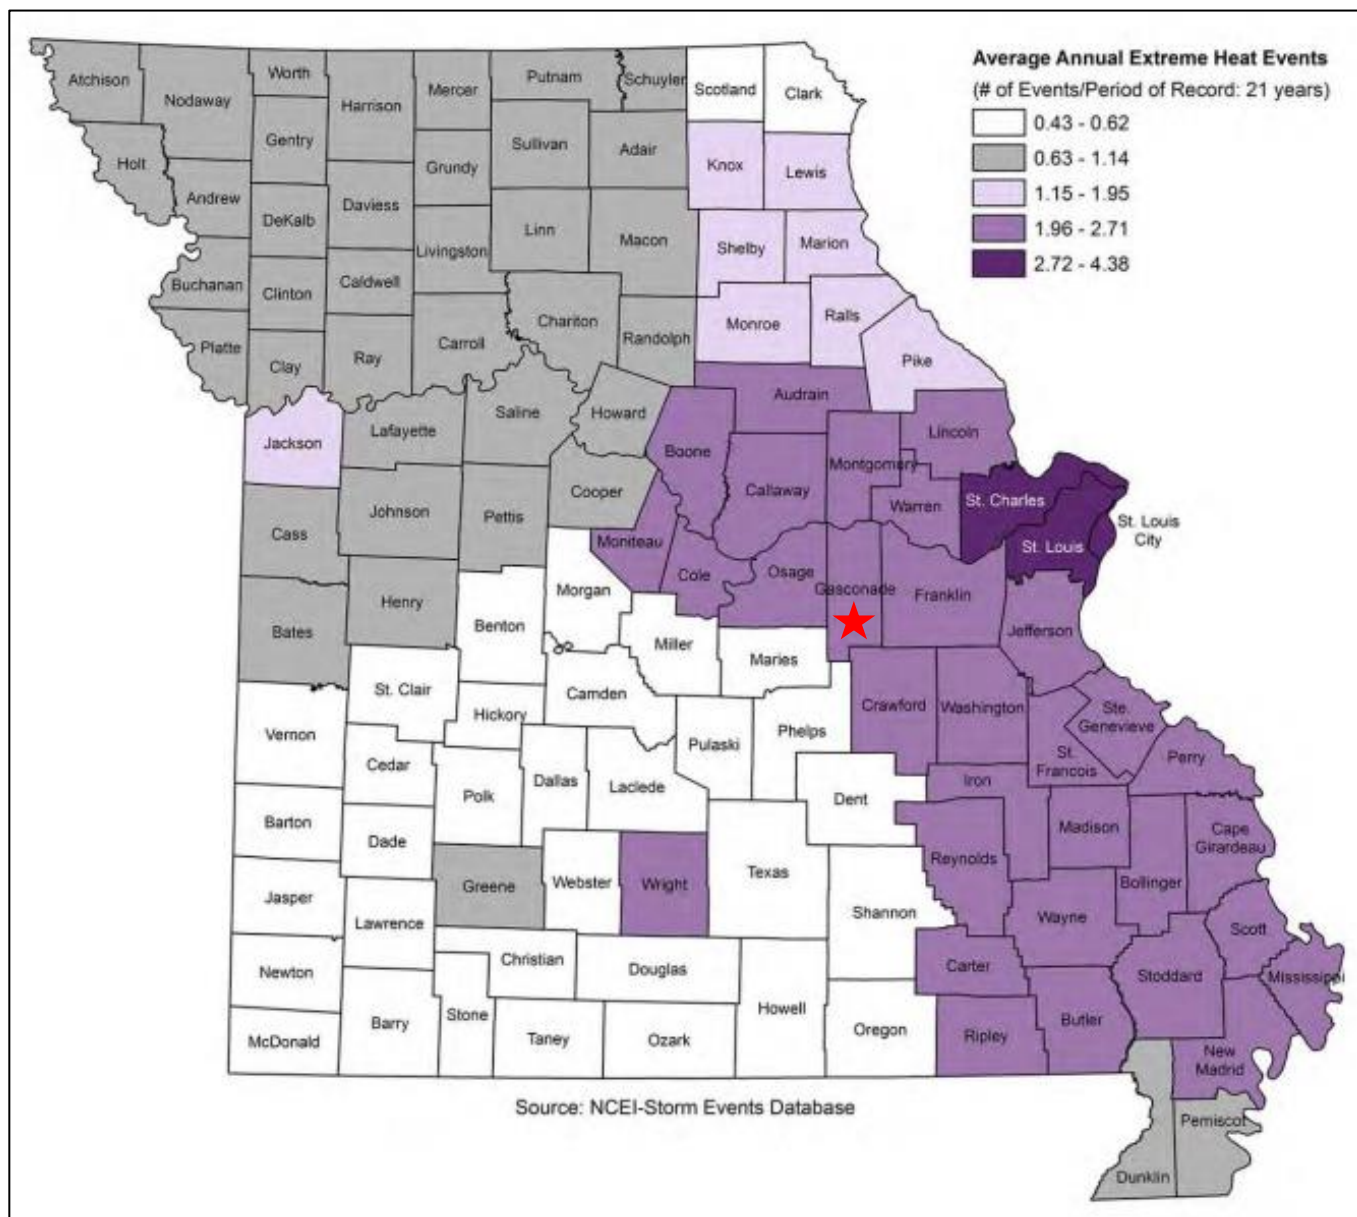 Average Annual Extreme Heat Events
(# of Events/Period of Record: 21 years)
0.43 - 0.62
0.63 - 1.14
1.15 - 1.95
1.96 - 2.71
2.72 - 4.38
Atchison
Nodaway
Worth
Harrison
Mercer
Putnam
Schuyler
Scotland
Clark
Holt
Gentry
Andrew
DeKalb
Daviess
Grundy
Sullivan
Adair
Knox
Lewis
Buchanan
Clinton
Caldwell
Livingston
Linn
Macon
Shelby
Marion
Platte
Clay
Ray
Carroll
Chariton
Randolph
Monroe
Ralls
Pike
Jackson
Lafayette
Saline
Howard
Boone
Audrain
Lincoln
Cass
Johnson
Pettis
Cooper
Moniteau
Cole
Callaway
Montgomery
Warren
St. Charles
St. Louis
St. Louis
City
Bates
Henry
Benton
Morgan
Miller
Osage
Gasconade
Franklin
Jefferson
Maries
Vernon
St. Clair
Hickory
Camden
Pulaski
Phelps
Crawford
Washington
Ste.
Genevieve
St.
Francois
Perry
Cedar
Polk
Dallas
Laclede
Dent
Iron
Madison
Cape
Girardeau
Barton
Dade
Greene
Webster
Wright
Texas
Reynolds
Bollinger
Jasper
Lawrence
Shannon
Wayne
Scott
Newton
Christian
Douglas
Howell
Carter
Stoddard
Mississippi
McDonald
Barry
Stone
Taney
Ozark
Oregon
Ripley
Butler
New
Madrid
Pemiscot
Dunklin
Source: NCEI-Storm Events Database